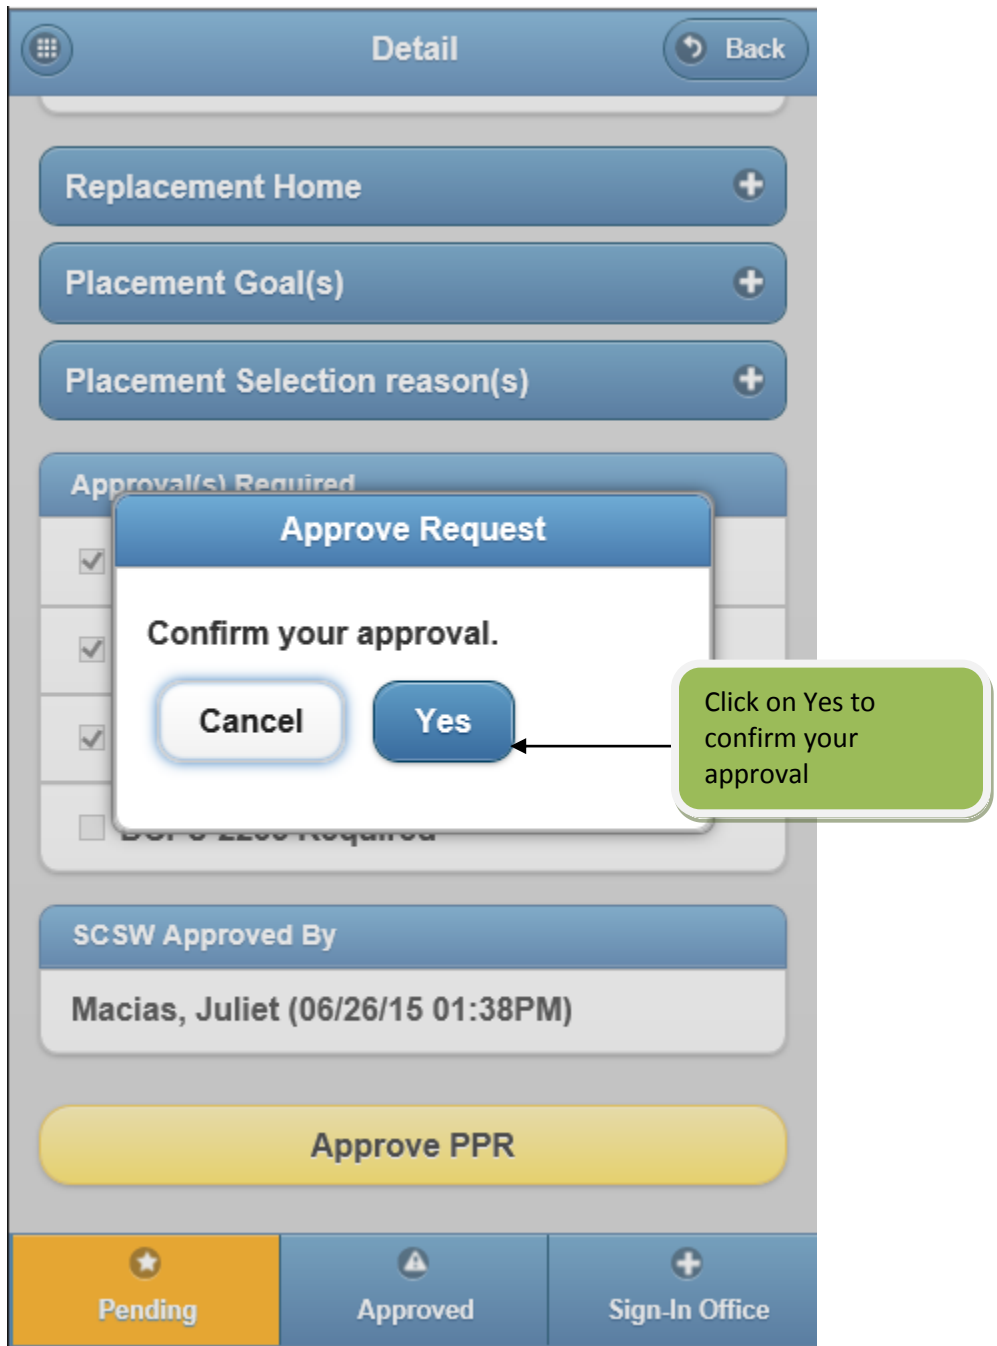 Detail
Back
Replacement Home
Placement Goal(s)
Placement Selection reason(s)
Approval(s) Required
Approve Request
Confirm your approval.
Cancel
Yes
Click on Yes to
confirm your
approval
Required
SCSW Approved By
Macias, Juliet (06/26/15 01:38PM)
Approve PPR
Pending
Approved
Sign-In Office